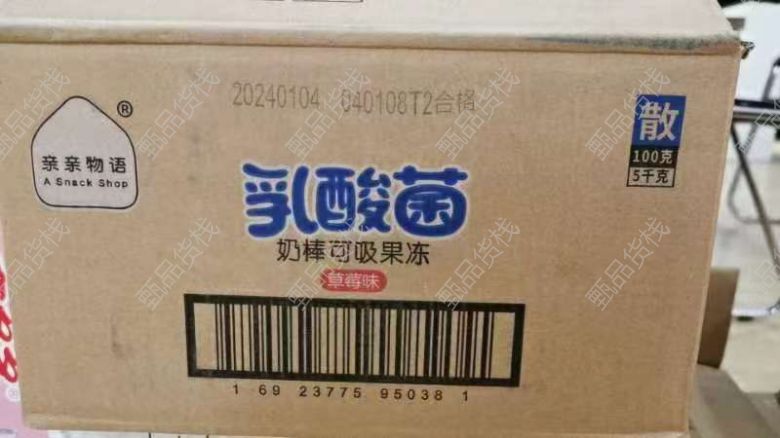 20240104 040108T2合格
®
亲亲物语
A Snack Shop
散
100克
5千克
乳酸菌
奶棒可吸果冻
草莓味
1 69 23775 95038 1
甄品货栈